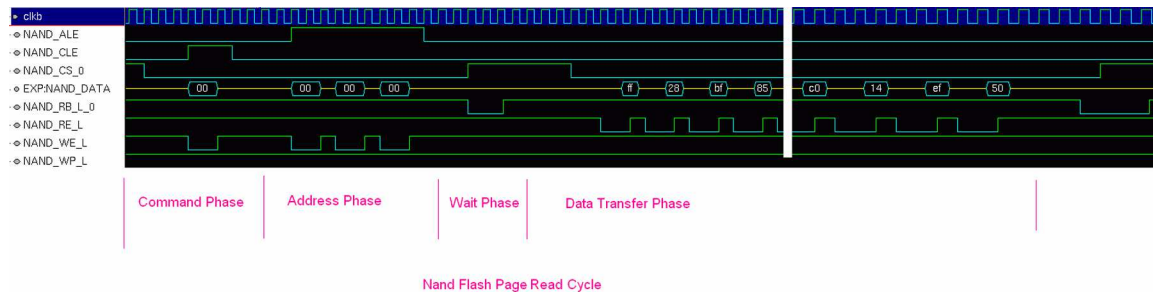 clkb
NAND_ALE
NAND_CLE
NAND_CS_0
EXP:NAND_DATA 00 00 00 00 ff 28 bf 85 c0 14 ef 50
NAND_RB_L_0
NAND_RE_L
NAND_WE_L
NAND_WP_L
Command Phase Address Phase Wait Phase Data Transfer Phase
Nand Flash Page Read Cycle